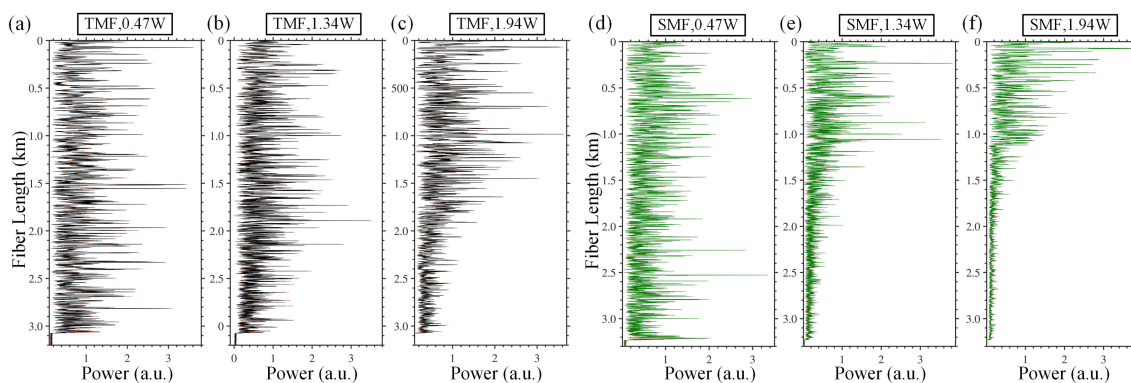 (a) TMF,0.47W (b) TMF,1.34W (c) TMF,1.94W (d) SMF,0.47W (e) SMF,1.34W (f) SMF,1.94W
0 0 0 0 0 0
0.5 0.5 500 0.5 0.5 0.5
1.0 1.0 1.0 1.0 1.0 1.0
1.5 1.5 1.5 1.5 1.5 1.5
2.0 2.0 2.0 2.0 2.0 2.0
2.5 2.5 2.5 2.5 2.5 2.5
3.0 0 3.0 3.0 3.0 3.0
Fiber Length (km)
Fiber Length (km)
1 2 3 0 1 2 3 1 2 3 1 2 3 1 2 3 1 2 3
Power (a.u.) Power (a.u.) Power (a.u.) Power (a.u.) Power (a.u.) Power (a.u.)